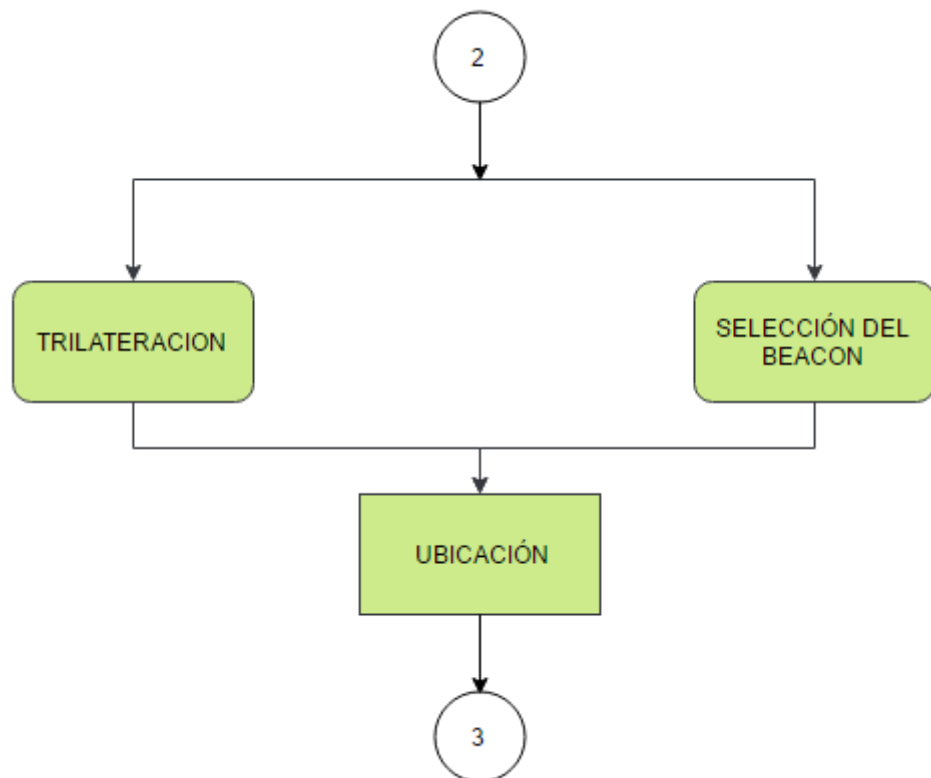 2
TRILATERACION
SELECCIÓN DEL
BEACON
UBICACIÓN
3